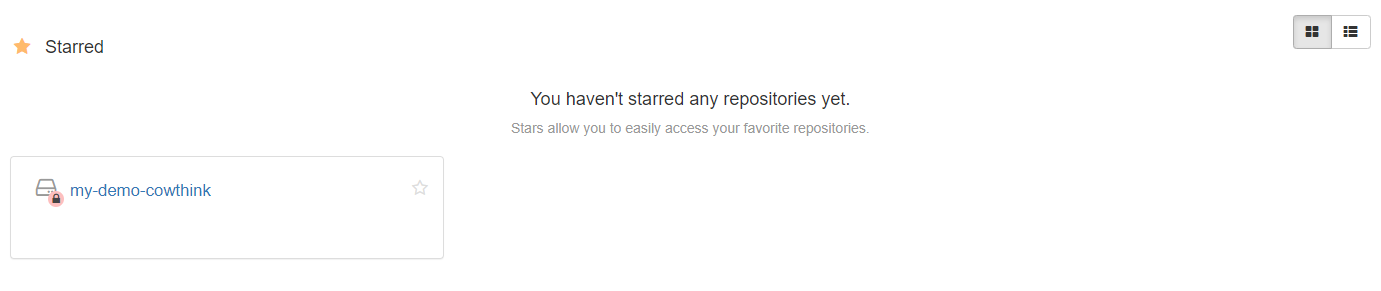 Starred
You haven't starred any repositories yet.
Stars allow you to easily access your favorite repositories.
my-demo-cowthink